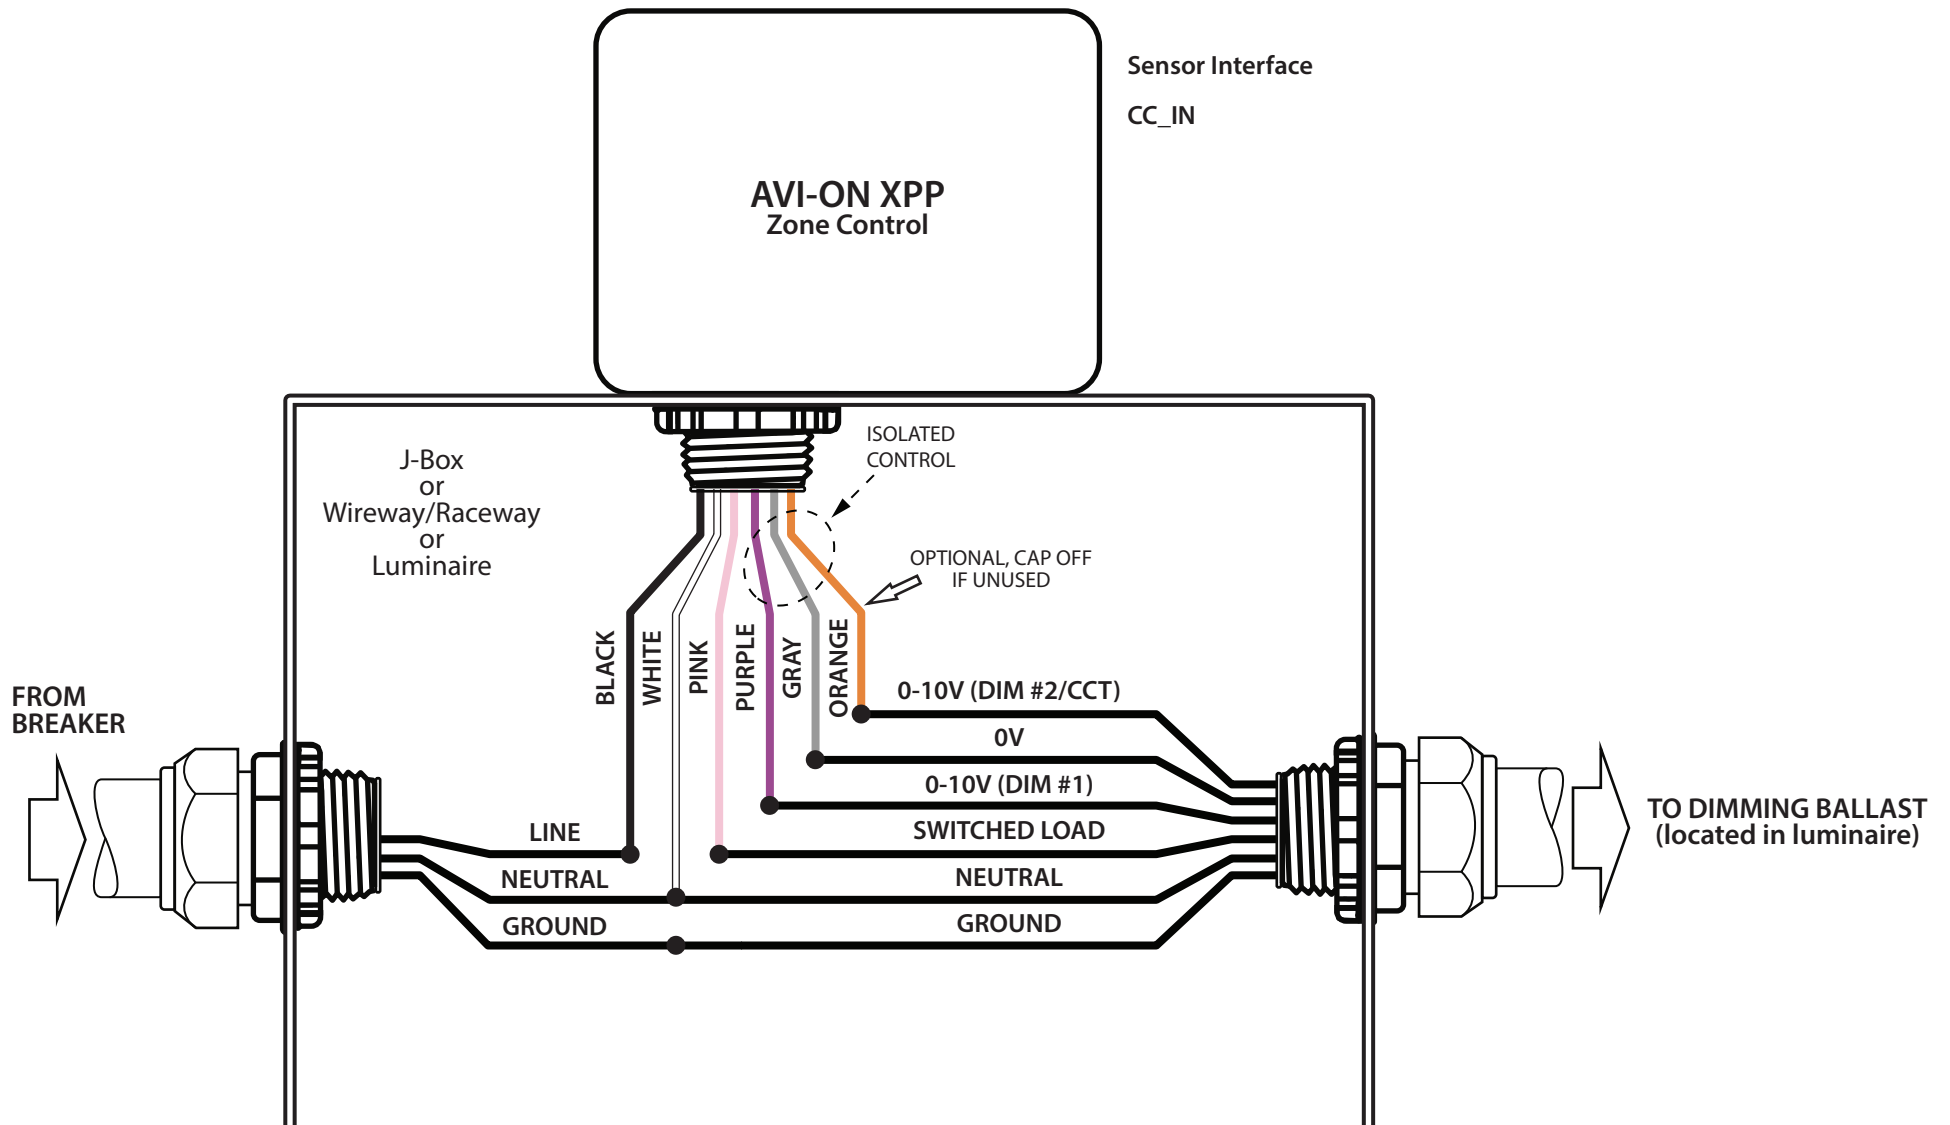 Sensor Interface
CC_IN
AVI-ON XPP
Zone Control
ISOLATED
CONTROL
J-Box
or
Wireway/Raceway
or
Luminaire
OPTIONAL, CAP OFF
IF UNUSED
BLACK
WHITE
PINK
PURPLE
GRAY
ORANGE
FROM
BREAKER
0-10V (DIM #2/CCT)
0V
0-10V (DIM #1)
LINE
SWITCHED LOAD
NEUTRAL
NEUTRAL
GROUND
GROUND
TO DIMMING BALLAST
(located in luminaire)